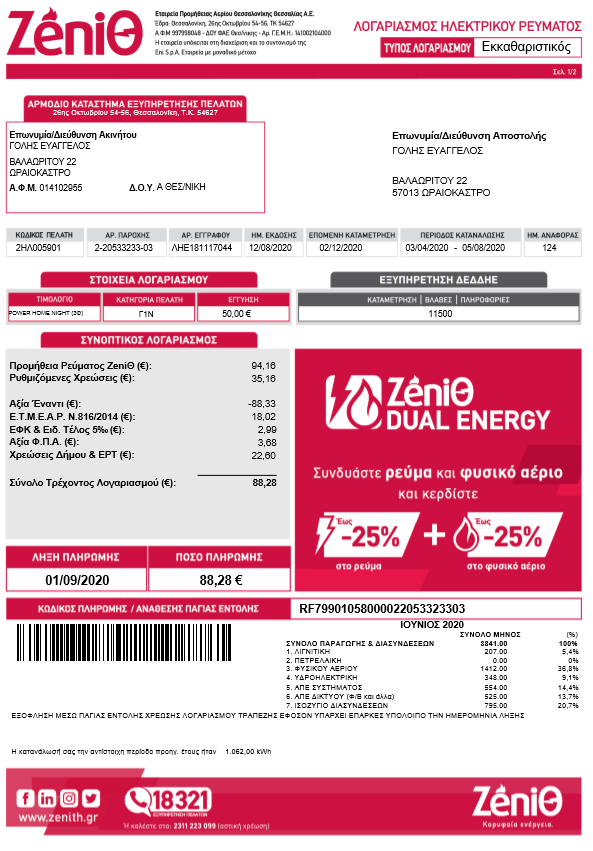 ZeniΘ
Εταιρεία Προμήθειας Αερίου Θεσσαλονίκης Θεσσαλίας Α.Ε.
Έδρα: Θεσσαλονίκη, 26ης Οκτωβρίου 54-56, ΤΚ 54627
Α.Φ.Μ 997998048 - ΔΟΥ ΦΑΕ Θεσ/νίκης - Αρ. Γ.Ε.ΜΗ.: 141002104000
Η εταιρεία υπόκειται στη διαχείριση και το συντονισμό της
Eni S.p.A. Εταιρεία με μοναδικό μέτοχο
ΛΟΓΑΡΙΑΣΜΟΣ ΗΛΕΚΤΡΙΚΟΥ ΡΕΥΜΑΤΟΣ
ΤΥΠΟΣ ΛΟΓΑΡΙΑΣΜΟΥ Εκκαθαριστικός
Σελ. 1/2
ΑΡΜΟΔΙΟ ΚΑΤΑΣΤΗΜΑ ΕΞΥΠΗΡΕΤΗΣΗΣ ΠΕΛΑΤΩΝ
26ης Οκτωβρίου 54-56, Θεσσαλονίκη, Τ.Κ. 54627
Επωνυμία/Διεύθυνση Ακινήτου
ΓΟΛΗΣ ΕΥΑΓΓΕΛΟΣ
ΒΑΛΑΩΡΙΤΟΥ 22
ΩΡΑΙΟΚΑΣΤΡΟ
Α.Φ.Μ. 014102955 Δ.Ο.Υ. Α ΘΕΣ/ΝΙΚΗ
Επωνυμία/Διεύθυνση Αποστολής
ΓΟΛΗΣ ΕΥΑΓΓΕΛΟΣ
ΒΑΛΑΩΡΙΤΟΥ 22
57013 ΩΡΑΙΟΚΑΣΤΡΟ
ΚΩΔΙΚΟΣ ΠΕΛΑΤΗ ΑΡ. ΠΑΡΟΧΗΣ ΑΡ. ΕΓΓΡΑΦΟΥ ΗΜ. ΕΚΔΟΣΗΣ ΕΠΟΜΕΝΗ ΚΑΤΑΜΕΤΡΗΣΗ ΠΕΡΙΟΔΟΣ ΚΑΤΑΝΑΛΩΣΗΣ ΗΜ. ΑΝΑΦΟΡΑΣ
2ΗΛ005901 2-20533233-03 ΛΗΕ181117044 12/08/2020 02/12/2020 03/04/2020 - 05/08/2020 124
ΣΤΟΙΧΕΙΑ ΛΟΓΑΡΙΑΣΜΟΥ
ΤΙΜΟΛΟΓΙΟ ΚΑΤΗΓΟΡΙΑ ΠΕΛΑΤΗ ΕΓΓΥΗΣΗ
POWER HOME NIGHT (3Φ) Γ1Ν 50,00 €
ΕΞΥΠΗΡΕΤΗΣΗ ΔΕΔΔΗΕ
ΚΑΤΑΜΕΤΡΗΣΗ | ΒΛΑΒΕΣ | ΠΛΗΡΟΦΟΡΙΕΣ
11500
ΣΥΝΟΠΤΙΚΟΣ ΛΟΓΑΡΙΑΣΜΟΣ
Προμήθεια Ρεύματος ZeniΘ (€): 94,16
Ρυθμιζόμενες Χρεώσεις (€): 35,16
Αξία Έναντι (€): -88,33
Ε.Τ.Μ.Ε.Α.Ρ. Ν.816/2014 (€): 18,02
ΕΦΚ & Ειδ. Τέλος 5‰ (€): 2,99
Αξία Φ.Π.Α. (€): 3,68
Χρεώσεις Δήμου & ΕΡΤ (€): 22,60
Σύνολο Τρέχοντος Λογαριασμού (€): 88,28
ZeniΘ
DUAL ENERGY
Συνδυάστε ρεύμα και φυσικό αέριο
και κερδίστε
Έως -25% στο ρεύμα + Έως -25% στο φυσικό αέριο
ΛΗΞΗ ΠΛΗΡΩΜΗΣ ΠΟΣΟ ΠΛΗΡΩΜΗΣ
01/09/2020 88,28 €
ΚΩΔΙΚΟΣ ΠΛΗΡΩΜΗΣ / ΑΝΑΘΕΣΗΣ ΠΑΓΙΑΣ ΕΝΤΟΛΗΣ RF79901058000022053323303
ΙΟΥΝΙΟΣ 2020
ΣΥΝΟΛΟ ΜΗΝΟΣ (%)
ΣΥΝΟΛΟ ΠΑΡΑΓΩΓΗΣ & ΔΙΑΣΥΝΔΕΣΕΩΝ 3841.00 100%
1. ΛΙΓΝΙΤΙΚΗ 207.00 5,4%
2. ΠΕΤΡΕΛΑΙΚΗ 0.00 0%
3. ΦΥΣΙΚΟΥ ΑΕΡΙΟΥ 1412.00 36,8%
4. ΥΔΡΟΗΛΕΚΤΡΙΚΗ 348.00 9,1%
5. ΑΠΕ ΣΥΣΤΗΜΑΤΟΣ 554.00 14,4%
6. ΑΠΕ ΔΙΚΤΥΟΥ (Φ/Β και άλλα) 525.00 13,7%
7. ΙΣΟΖΥΓΙΟ ΔΙΑΣΥΝΔΕΣΕΩΝ 795.00 20,7%
ΕΞΟΦΛΗΣΗ ΜΕΣΩ ΠΑΓΙΑΣ ΕΝΤΟΛΗΣ ΧΡΕΩΣΗΣ ΛΟΓΑΡΙΑΣΜΟΥ ΤΡΑΠΕΖΗΣ ΕΦΟΣΟΝ ΥΠΑΡΧΕΙ ΕΠΑΡΚΕΣ ΥΠΟΛΟΙΠΟ ΤΗΝ ΗΜΕΡΟΜΗΝΙΑ ΛΗΞΗΣ
Η κατανάλωσή σας την αντίστοιχη περίοδο προηγ. έτους ήταν 1.062,00 kWh
www.zenith.gr
18321
ΕΞΥΠΗΡΕΤΗΣΗ ΠΕΛΑΤΩΝ
Ή καλέστε στο: 2311 223 099 (αστική χρέωση)
ZeniΘ
Κορυφαία ενέργεια.